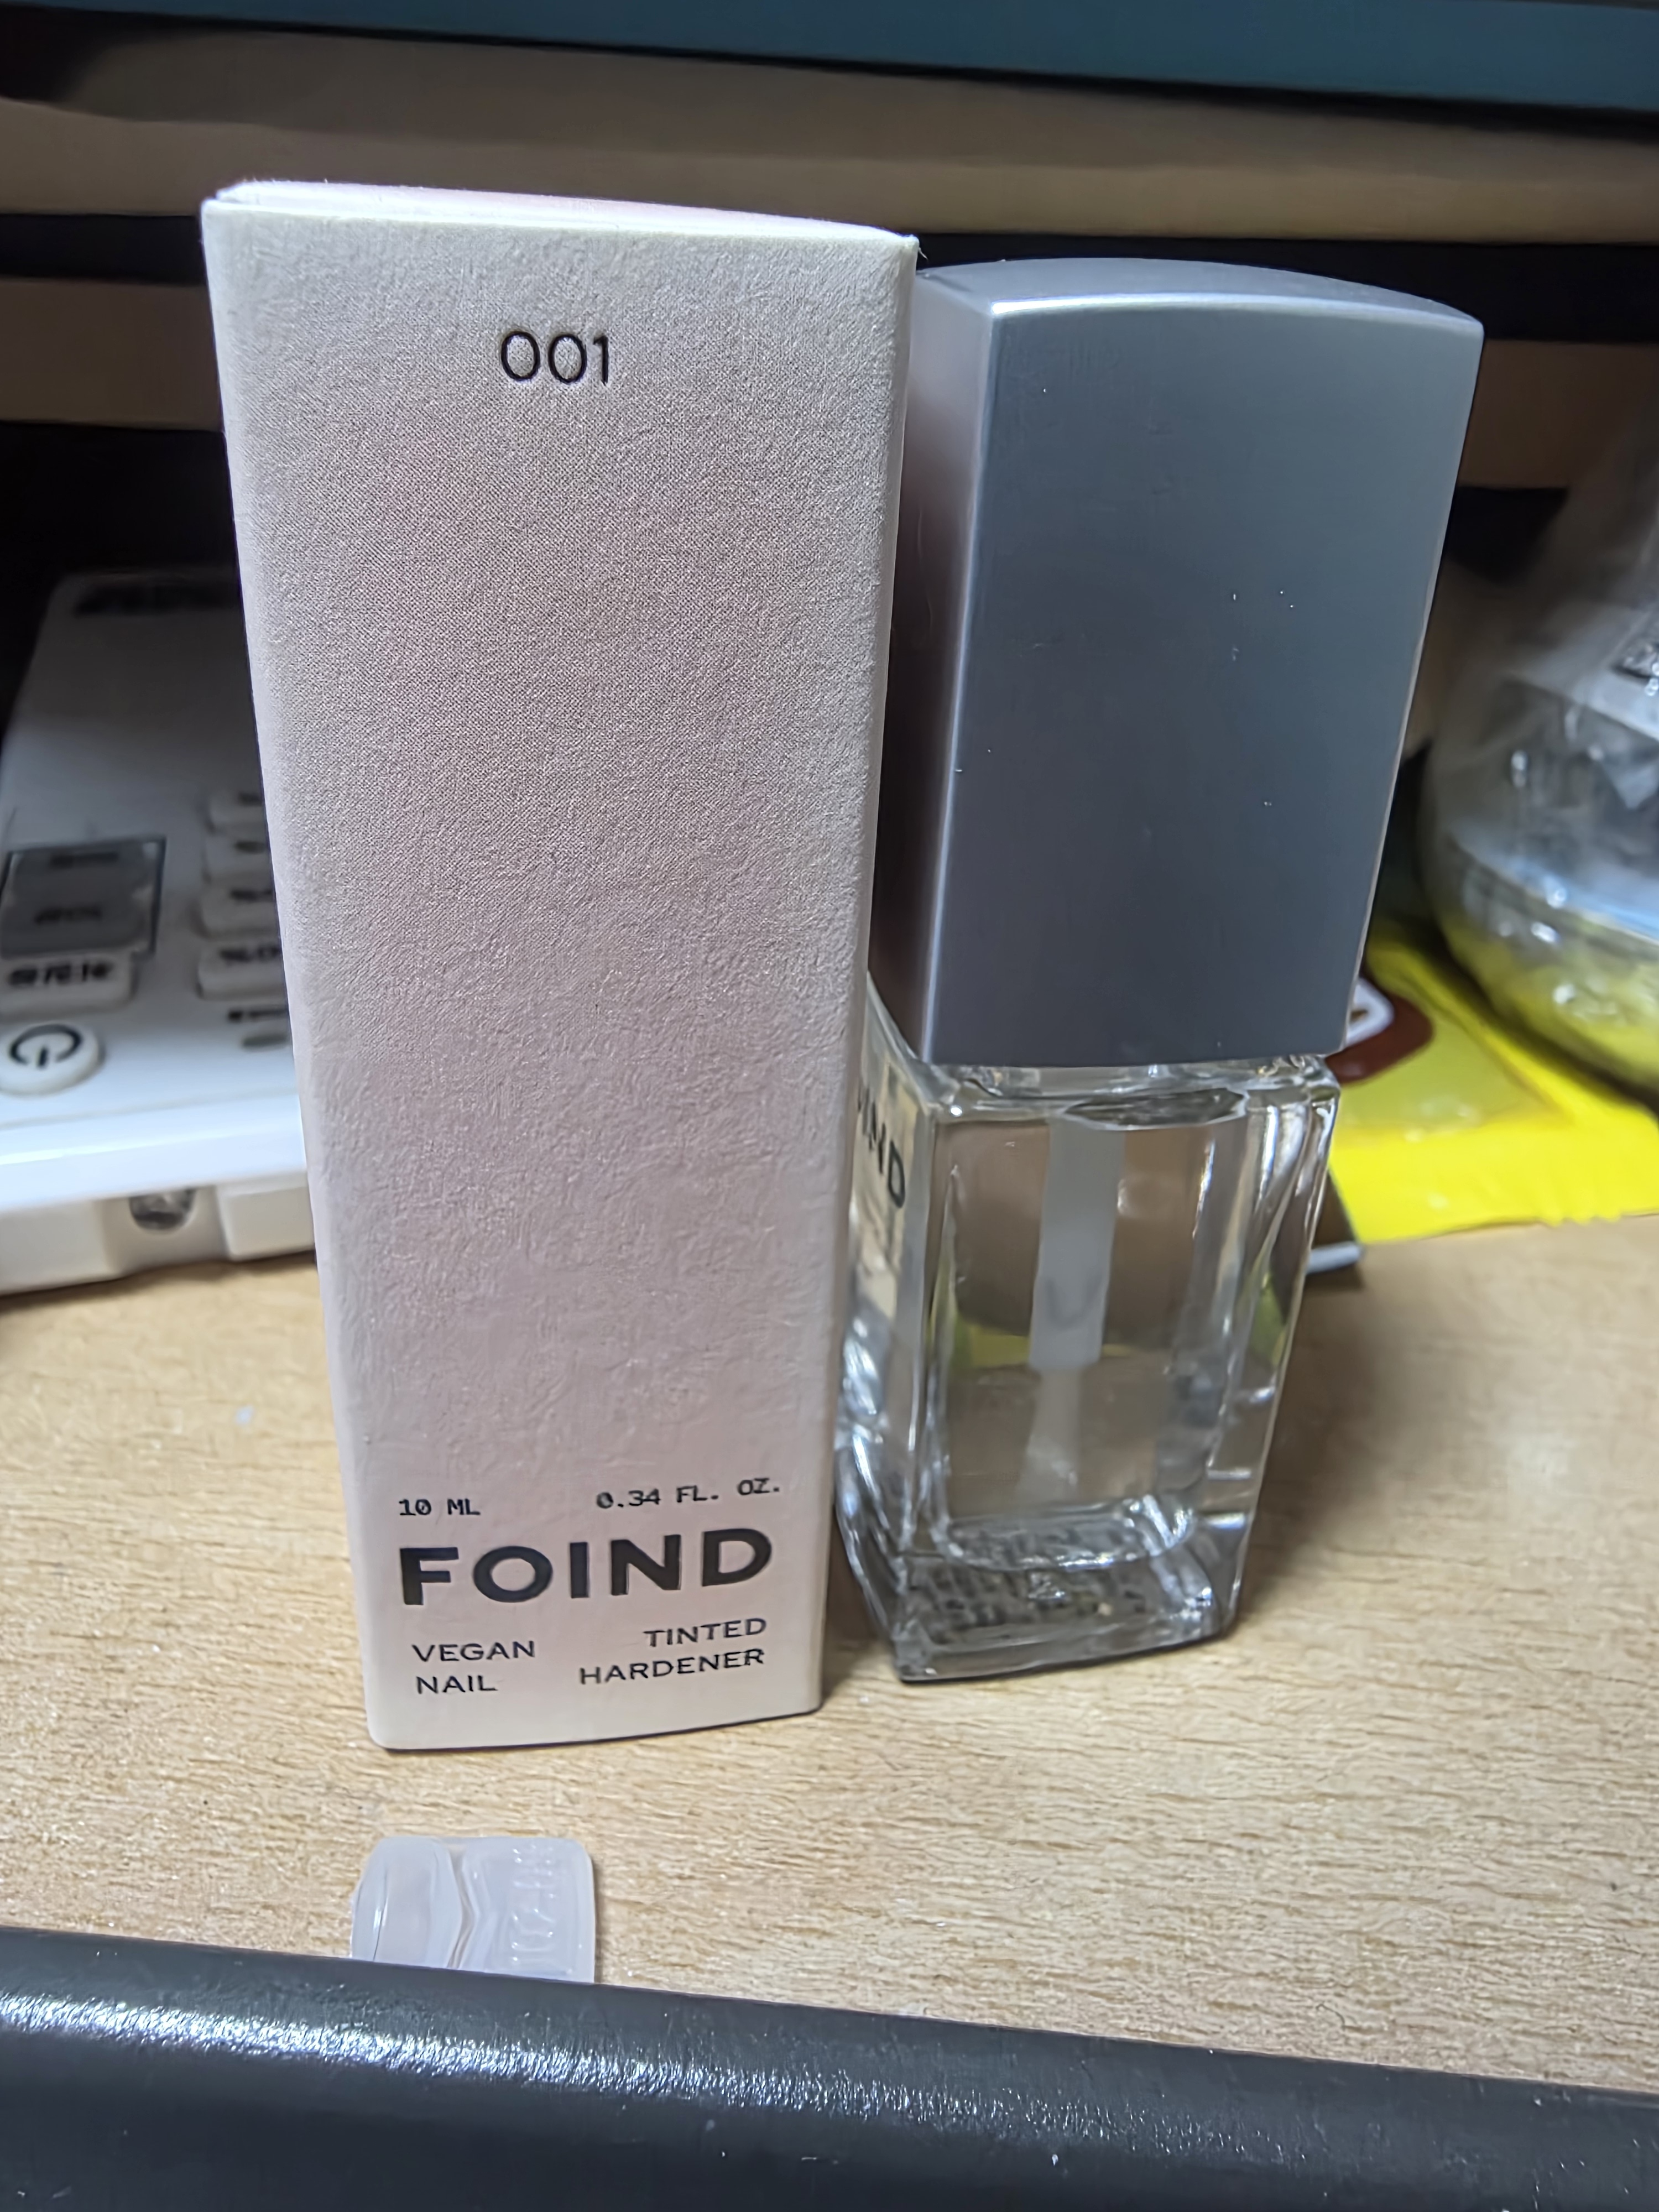 001
10 ML 0.34 FL. OZ.
FOIND
VEGAN TINTED
NAIL HARDENER